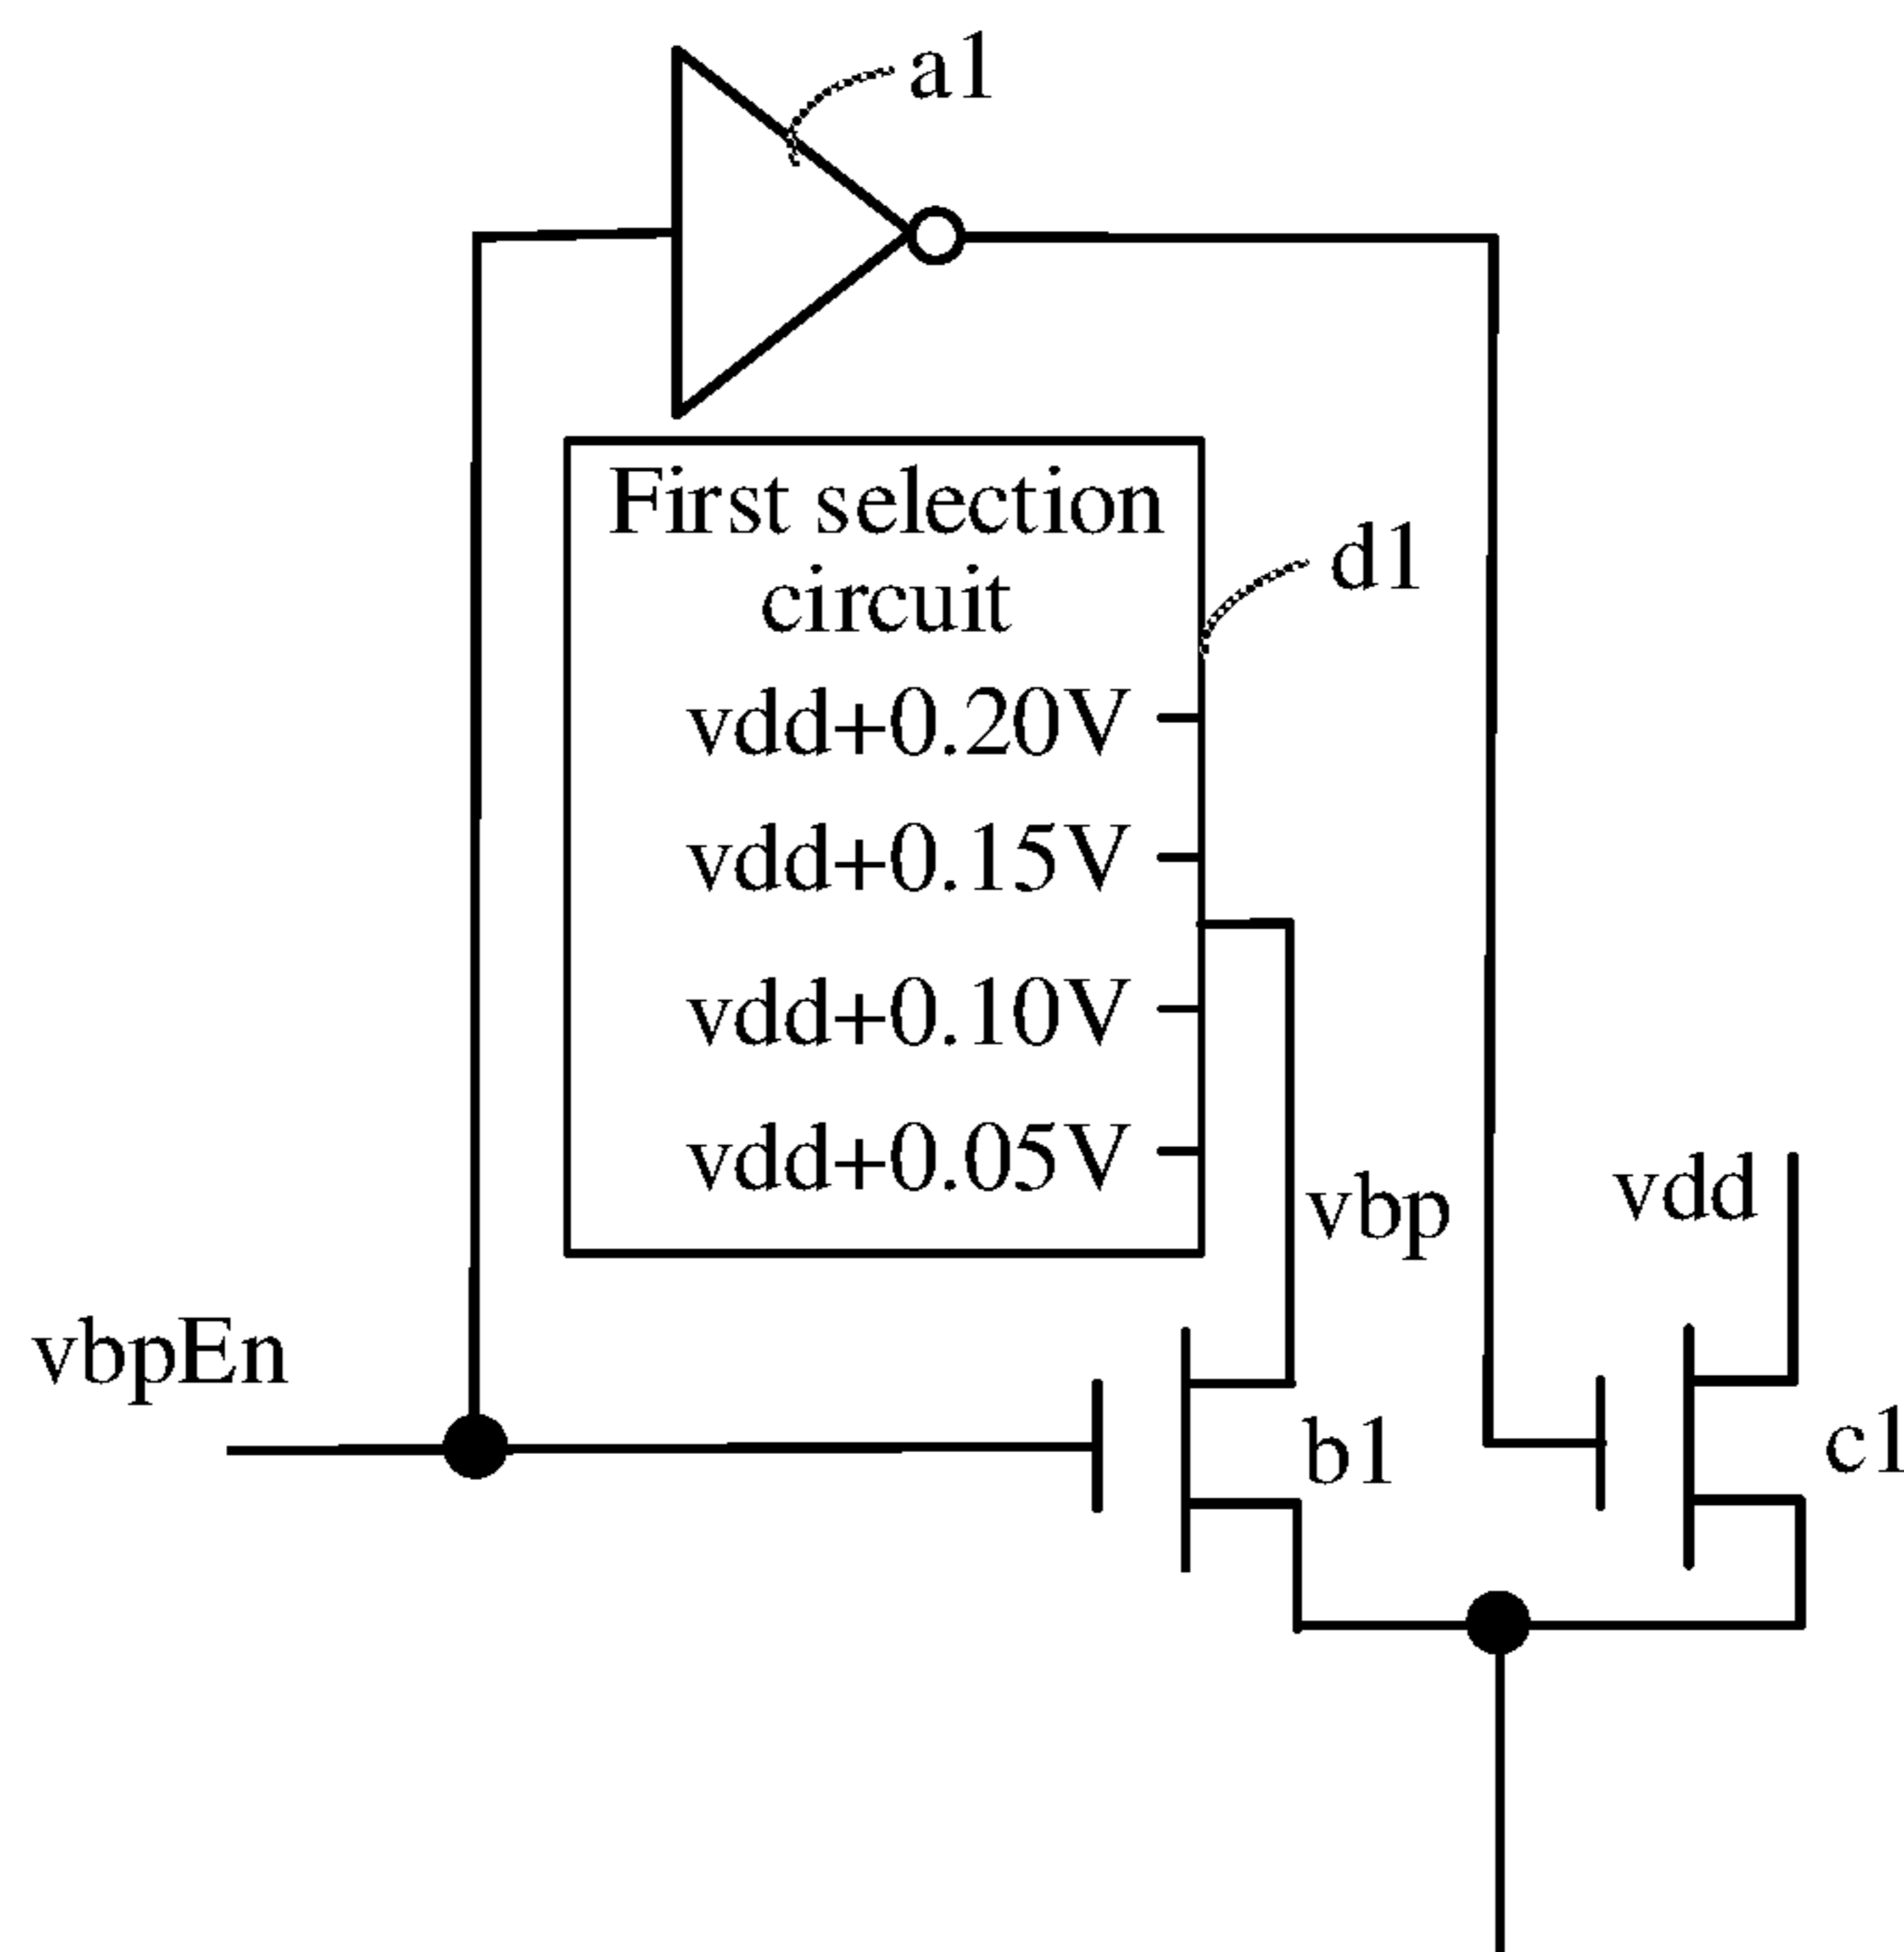 a1
First selection
circuit
d1
vdd+0.20V
vdd+0.15V
vdd+0.10V
vdd+0.05V
vbp
vdd
vbpEn
b1
c1